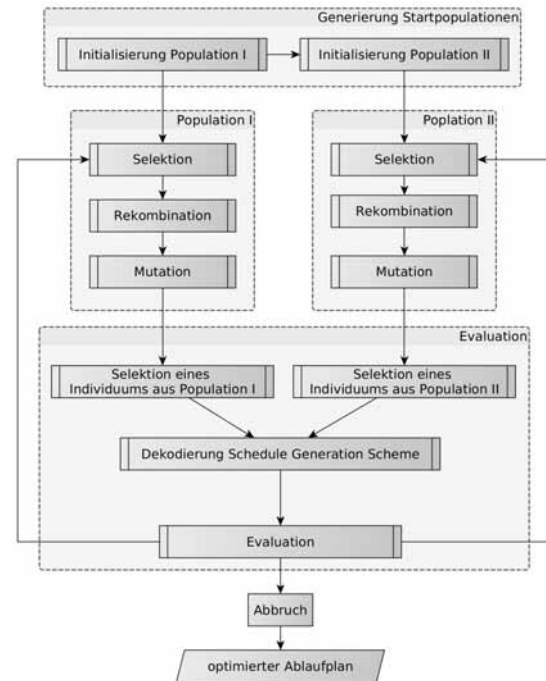 Generierung Startpopulationen
Initialisierung Population I
Initialisierung Population II
Population I
Poplation II
Selektion
Selektion
Rekombination
Rekombination
Mutation
Mutation
Evaluation
Selektion eines
Individuums aus Population I
Selektion eines
Individuums aus Population II
Dekodierung Schedule Generation Scheme
Evaluation
Abbruch
optimierter Ablaufplan